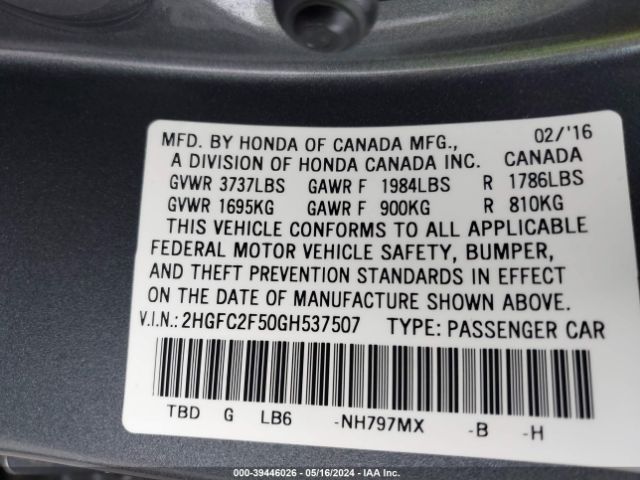 MFD. BY HONDA OF CANADA MFG., 02/'16
A DIVISION OF HONDA CANADA INC. CANADA
GVWR 3737LBS GAWR F 1984LBS R 1786LBS
GVWR 1695KG GAWR F 900KG R 810KG
THIS VEHICLE CONFORMS TO ALL APPLICABLE
FEDERAL MOTOR VEHICLE SAFETY, BUMPER,
AND THEFT PREVENTION STANDARDS IN EFFECT
ON THE DATE OF MANUFACTURE SHOWN ABOVE.
V.I.N.: 2HGFC2F50GH537507 TYPE: PASSENGER CAR
TBD G LB6 -NH797MX -B -H
000-39446026 - 05/16/2024 - IAA Inc.